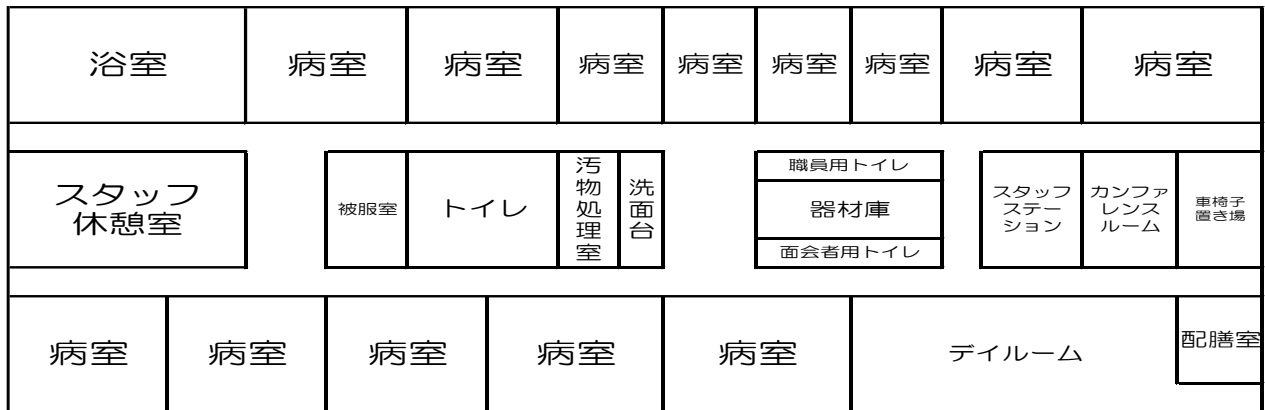 浴室
病室
病室
病室
病室
病室
病室
病室
病室
スタッフ
休憩室
被服室
トイレ
汚物処理室
洗面台
職員用トイレ
器材庫
面会者用トイレ
スタッフ
ステー
ション
カンファ
レンス
ルーム
車椅子
置き場
病室
病室
病室
病室
病室
デイルーム
配膳室